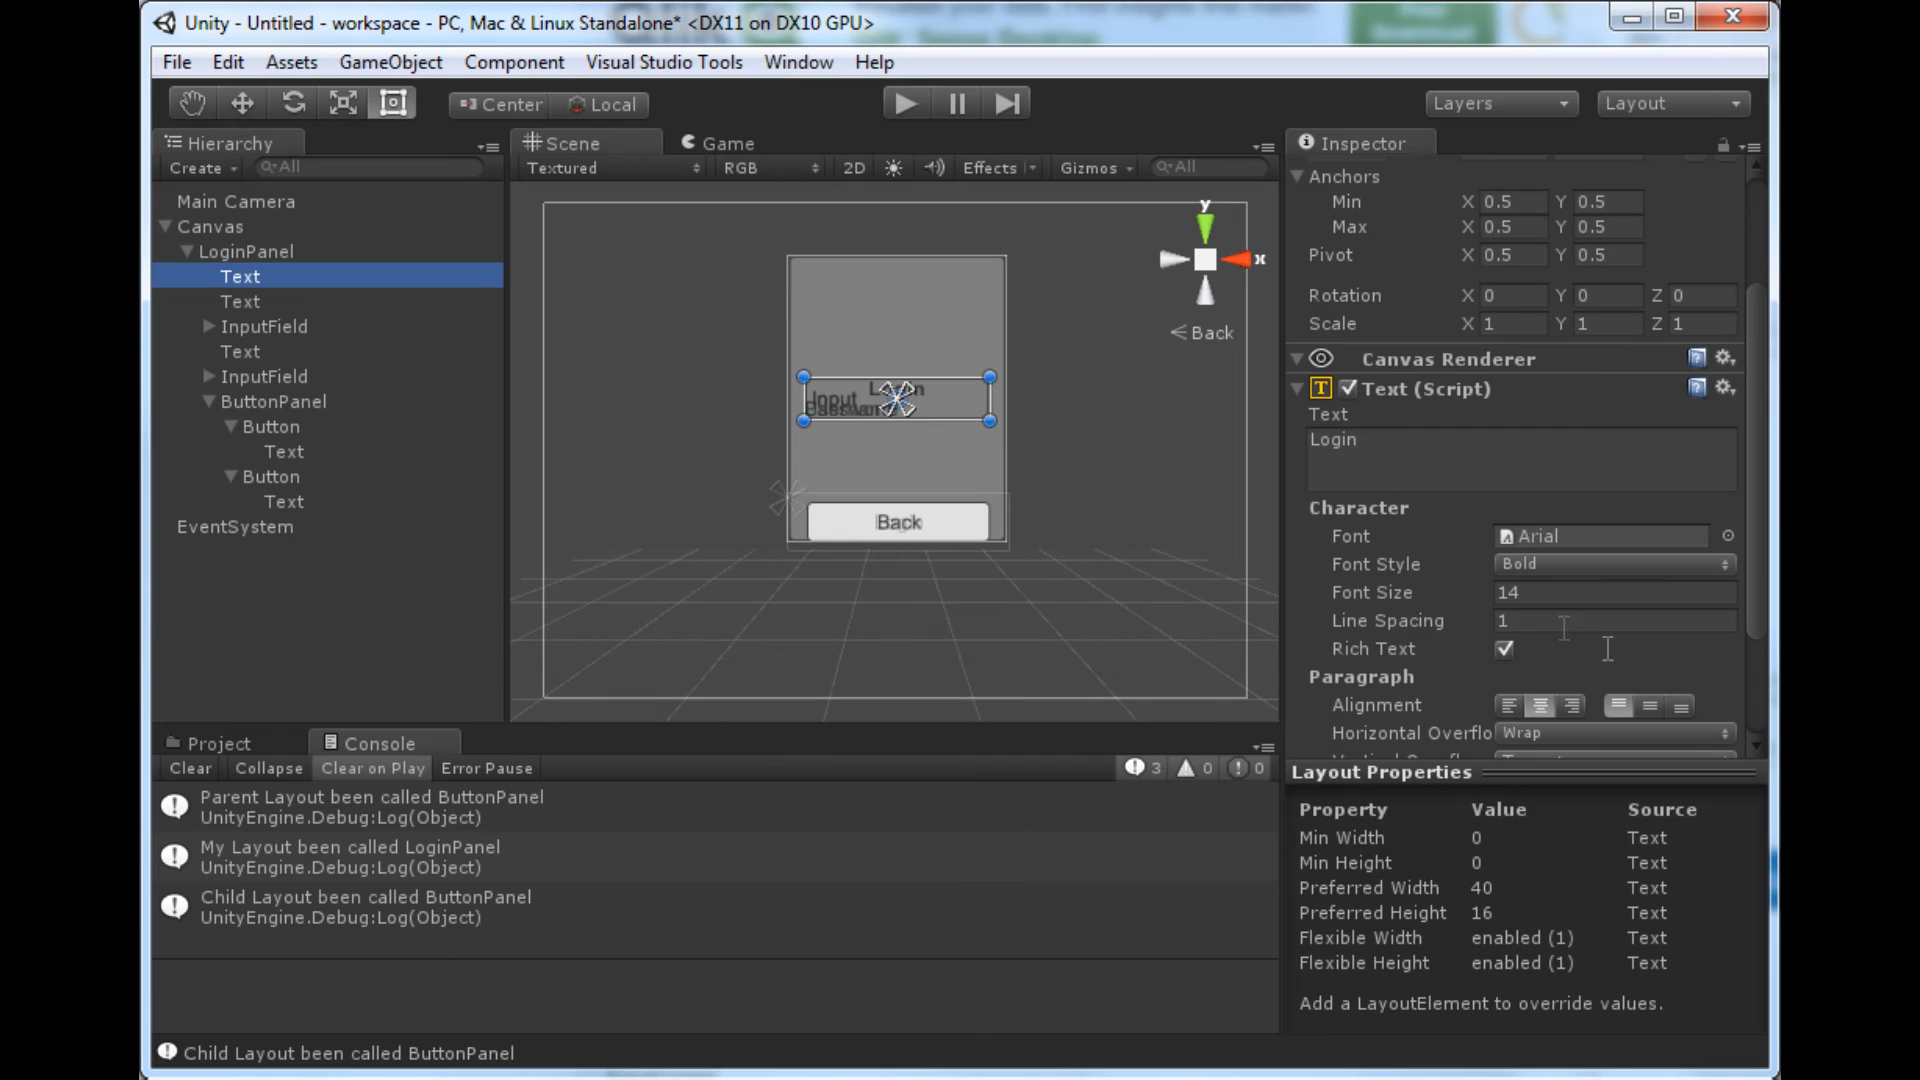 Unity - Untitled - workspace - PC, Mac & Linux Standalone* <DX11 on DX10 GPU>
File Edit Assets GameObject Component Visual Studio Tools Window Help
Center Local Layers Layout
Hierarchy
Create All
Main Camera
Canvas
LoginPanel
Text
Text
InputField
Text
InputField
ButtonPanel
Button
Text
Button
Text
EventSystem
Scene Game
Textured RGB 2D Effects Gizmos All
y
x
Back
Login
Input
Back
Inspector
Anchors
Min X 0.5 Y 0.5
Max X 0.5 Y 0.5
Pivot X 0.5 Y 0.5
Rotation X 0 Y 0 Z 0
Scale X 1 Y 1 Z 1
Canvas Renderer
Text (Script)
Text
Login
Character
Font Arial
Font Style Bold
Font Size 14
Line Spacing 1
Rich Text
Paragraph
Alignment
Horizontal Overflo Wrap
Layout Properties
Property Value Source
Min Width 0 Text
Min Height 0 Text
Preferred Width 40 Text
Preferred Height 16 Text
Flexible Width enabled (1) Text
Flexible Height enabled (1) Text
Add a LayoutElement to override values.
Project Console
Clear Collapse Clear on Play Error Pause 3 0 0
Parent Layout been called ButtonPanel
UnityEngine.Debug:Log(Object)
My Layout been called LoginPanel
UnityEngine.Debug:Log(Object)
Child Layout been called ButtonPanel
UnityEngine.Debug:Log(Object)
Child Layout been called ButtonPanel